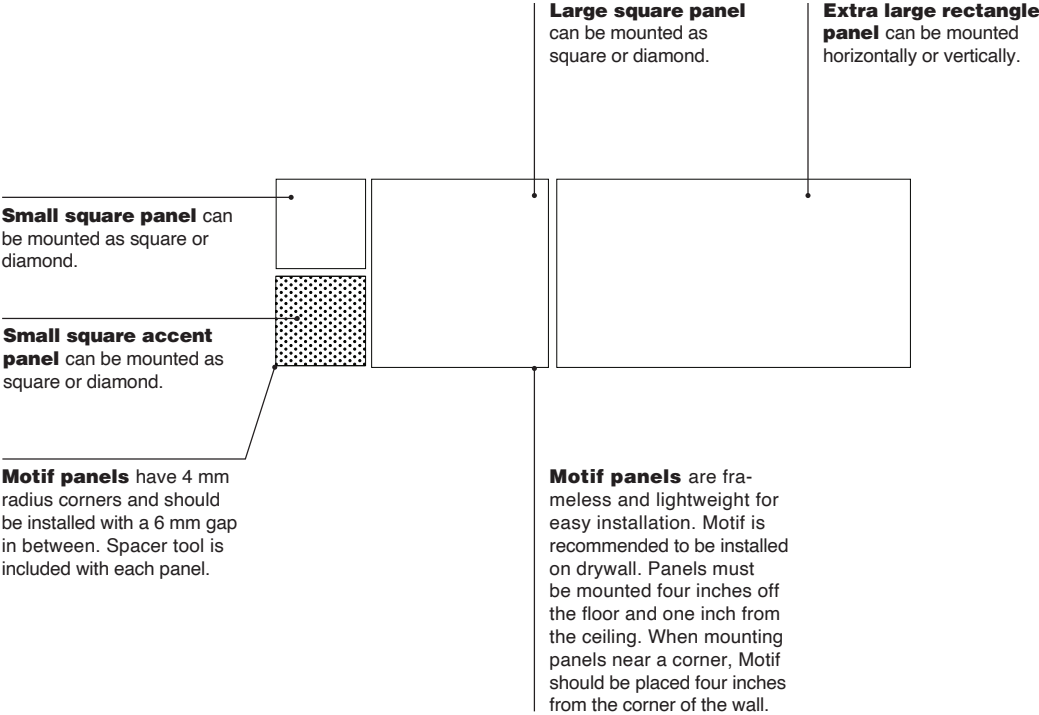 Large square panel
can be mounted as
square or diamond.
Extra large rectangle
panel can be mounted
horizontally or vertically.
Small square panel can
be mounted as square or
diamond.
Small square accent
panel can be mounted as
square or diamond.
Motif panels have 4 mm
radius corners and should
be installed with a 6 mm gap
in between. Spacer tool is
included with each panel.
Motif panels are fra-
meless and lightweight for
easy installation. Motif is
recommended to be installed
on drywall. Panels must
be mounted four inches off
the floor and one inch from
the ceiling. When mounting
panels near a corner, Motif
should be placed four inches
from the corner of the wall.